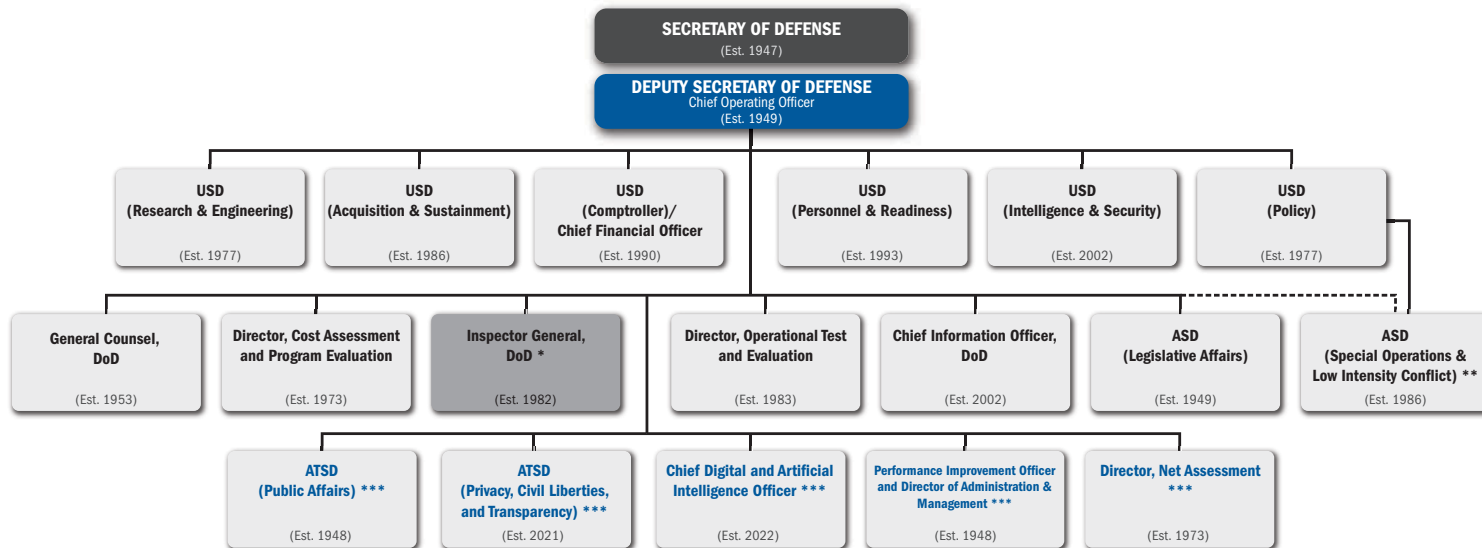 SECRETARY OF DEFENSE
(Est. 1947)
DEPUTY SECRETARY OF DEFENSE
Chief Operating Officer
(Est. 1949)
USD
(Research & Engineering)
(Est. 1977)
USD
(Acquisition & Sustainment)
(Est. 1986)
USD
(Comptroller)/
Chief Financial Officer
(Est. 1990)
USD
(Personnel & Readiness)
(Est. 1993)
USD
(Intelligence & Security)
(Est. 2002)
USD
(Policy)
(Est. 1977)
General Counsel,
DoD
(Est. 1953)
Director, Cost Assessment
and Program Evaluation
(Est. 1973)
Inspector General,
DoD *
(Est. 1982)
Director, Operational Test
and Evaluation
(Est. 1983)
Chief Information Officer,
DoD
(Est. 2002)
ASD
(Legislative Affairs)
(Est. 1949)
ASD
(Special Operations &
Low Intensity Conflict) **
(Est. 1986)
ATSD
(Public Affairs) ***
(Est. 1948)
ATSD
(Privacy, Civil Liberties,
and Transparency) ***
(Est. 2021)
Chief Digital and Artificial
Intelligence Officer ***
(Est. 2022)
Performance Improvement Officer
and Director of Administration &
Management ***
(Est. 1948)
Director, Net Assessment
***
(Est. 1973)